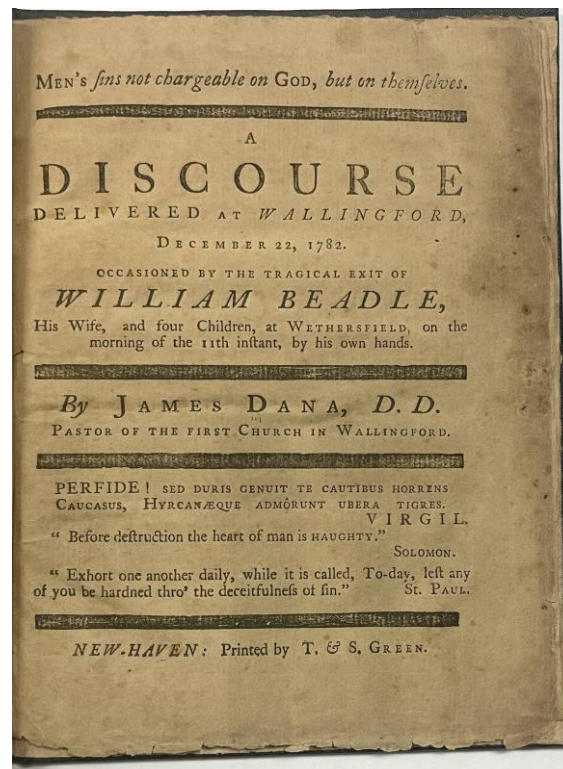 Men's ſins not chargeable on God, but on themſelves.
A
DISCOURSE
DELIVERED AT WALLINGFORD,
December 22, 1782.
OCCASIONED BY THE TRAGICAL EXIT OF
WILLIAM BEADLE,
His Wife, and four Children, at Wethersfield, on the
morning of the 11th inſtant, by his own hands.
By James Dana, D. D.
Pastor of the first Church in Wallingford.
PERFIDE! sed duris genuit te cautibus horrens
Caucasus, Hyrcanæque admôrunt ubera tigres.
VIRGIL.
“ Before deſtruction the heart of man is haughty.”
Solomon.
“ Exhort one another daily, while it is called, To-day, leſt any
of you be hardned thro' the deceitfulneſs of ſin.” St. Paul.
NEW-HAVEN: Printed by T. & S. Green.